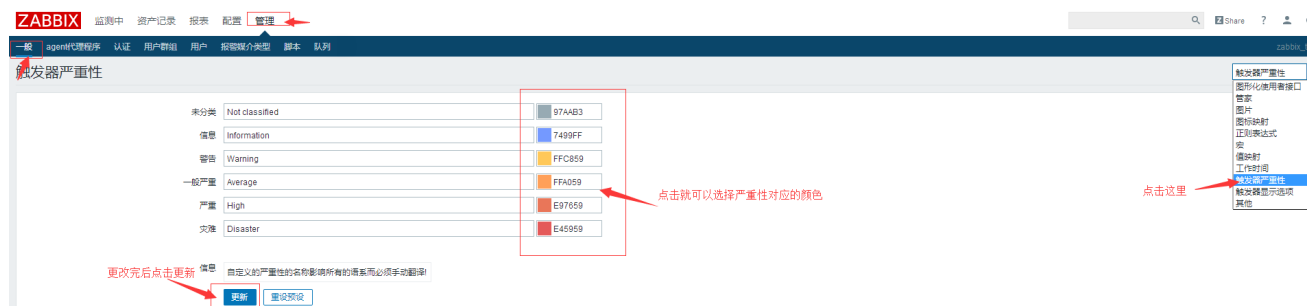 ZABBIX 监测中 资产记录 报表 配置 管理 Share ?
一般 agent代理程序 认证 用户群组 用户 报警媒介类型 脚本 队列 zabbix_
触发器严重性 触发器严重性
图形化使用者接口
管家
图片
图标映射
正则表达式
宏
值映射
工作时间
触发器严重性
触发器显示选项
其他
未分类 Not classified 97AAB3
信息 Information 7499FF
警告 Warning FFC859
一般严重 Average FFA059
严重 High E97659
灾难 Disaster E45959
点击就可以选择严重性对应的颜色
点击这里
更改完后点击更新
信息 自定义的严重性的名称影响所有的语系而必须手动翻译!
更新 重设预设